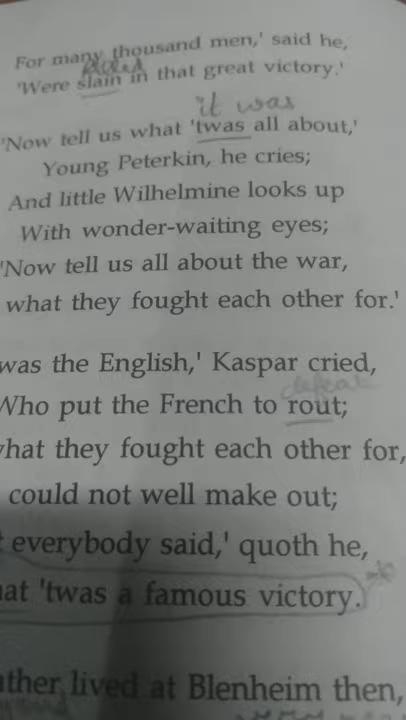 For many thousand men,' said he,
killed
'Were slain in that great victory.'
it was
'Now tell us what 'twas all about,'
Young Peterkin, he cries;
And little Wilhelmine looks up
With wonder-waiting eyes;
'Now tell us all about the war,
what they fought each other for.'
was the English,' Kaspar cried,
defeat
Who put the French to rout;
what they fought each other for,
could not well make out;
everybody said,' quoth he,
at 'twas a famous victory.
ther lived at Blenheim then,